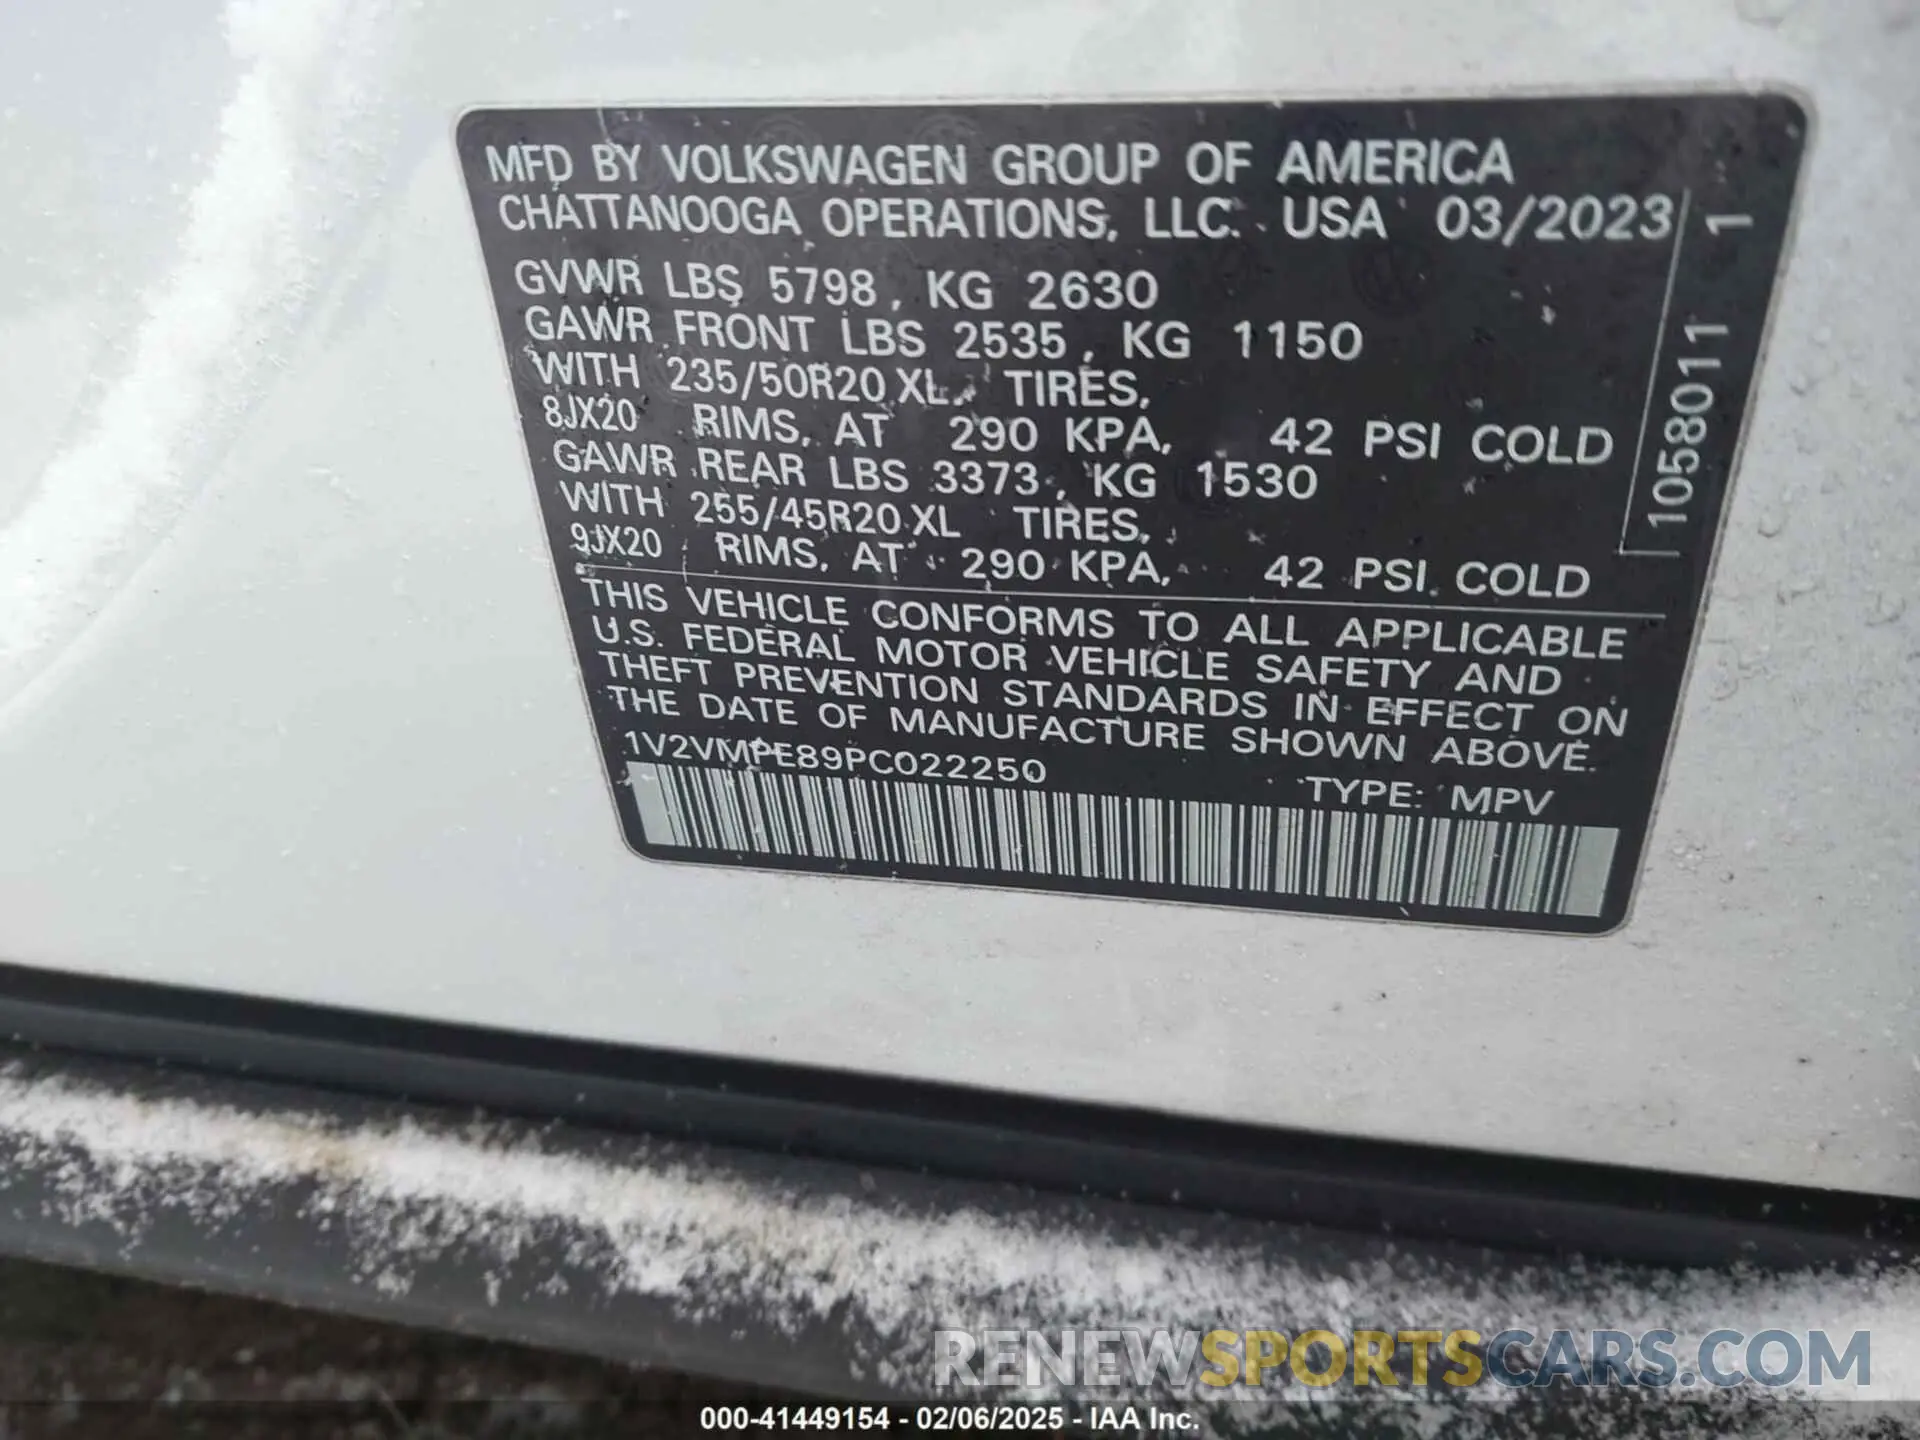 MFD BY VOLKSWAGEN GROUP OF AMERICA
CHATTANOOGA OPERATIONS, LLC. USA 03/2023
GVWR LBS 5798, KG 2630
GAWR FRONT LBS 2535, KG 1150
WITH 235/50R20 XL TIRES,
8JX20 RIMS, AT 290 KPA, 42 PSI COLD
GAWR REAR LBS 3373, KG 1530
WITH 255/45R20 XL TIRES,
9JX20 RIMS, AT 290 KPA, 42 PSI COLD
1058011 1
THIS VEHICLE CONFORMS TO ALL APPLICABLE
U.S. FEDERAL MOTOR VEHICLE SAFETY AND
THEFT PREVENTION STANDARDS IN EFFECT ON
THE DATE OF MANUFACTURE SHOWN ABOVE.
1V2VMPE89PC022250
TYPE: MPV
RENEWSPORTSCARS.COM
000-41449154 - 02/06/2025 - IAA Inc.